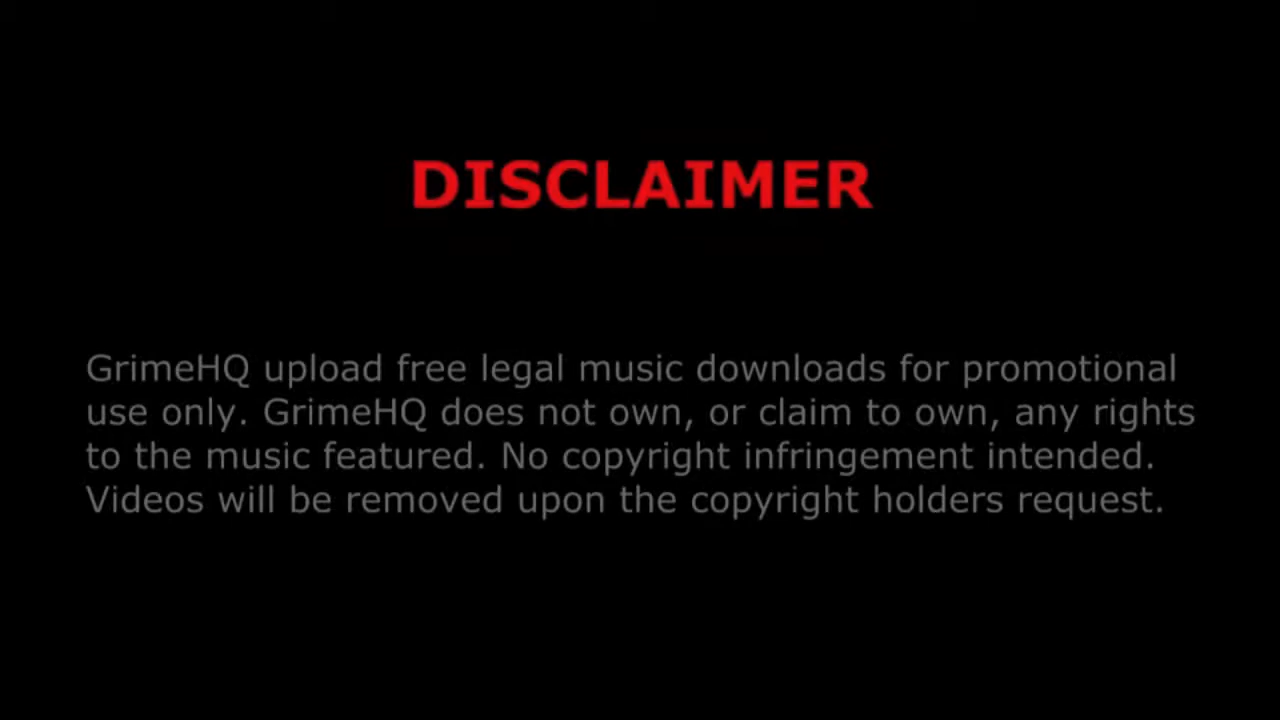 DISCLAIMER
GrimeHQ upload free legal music downloads for promotional
use only. GrimeHQ does not own, or claim to own, any rights
to the music featured. No copyright infringement intended.
Videos will be removed upon the copyright holders request.